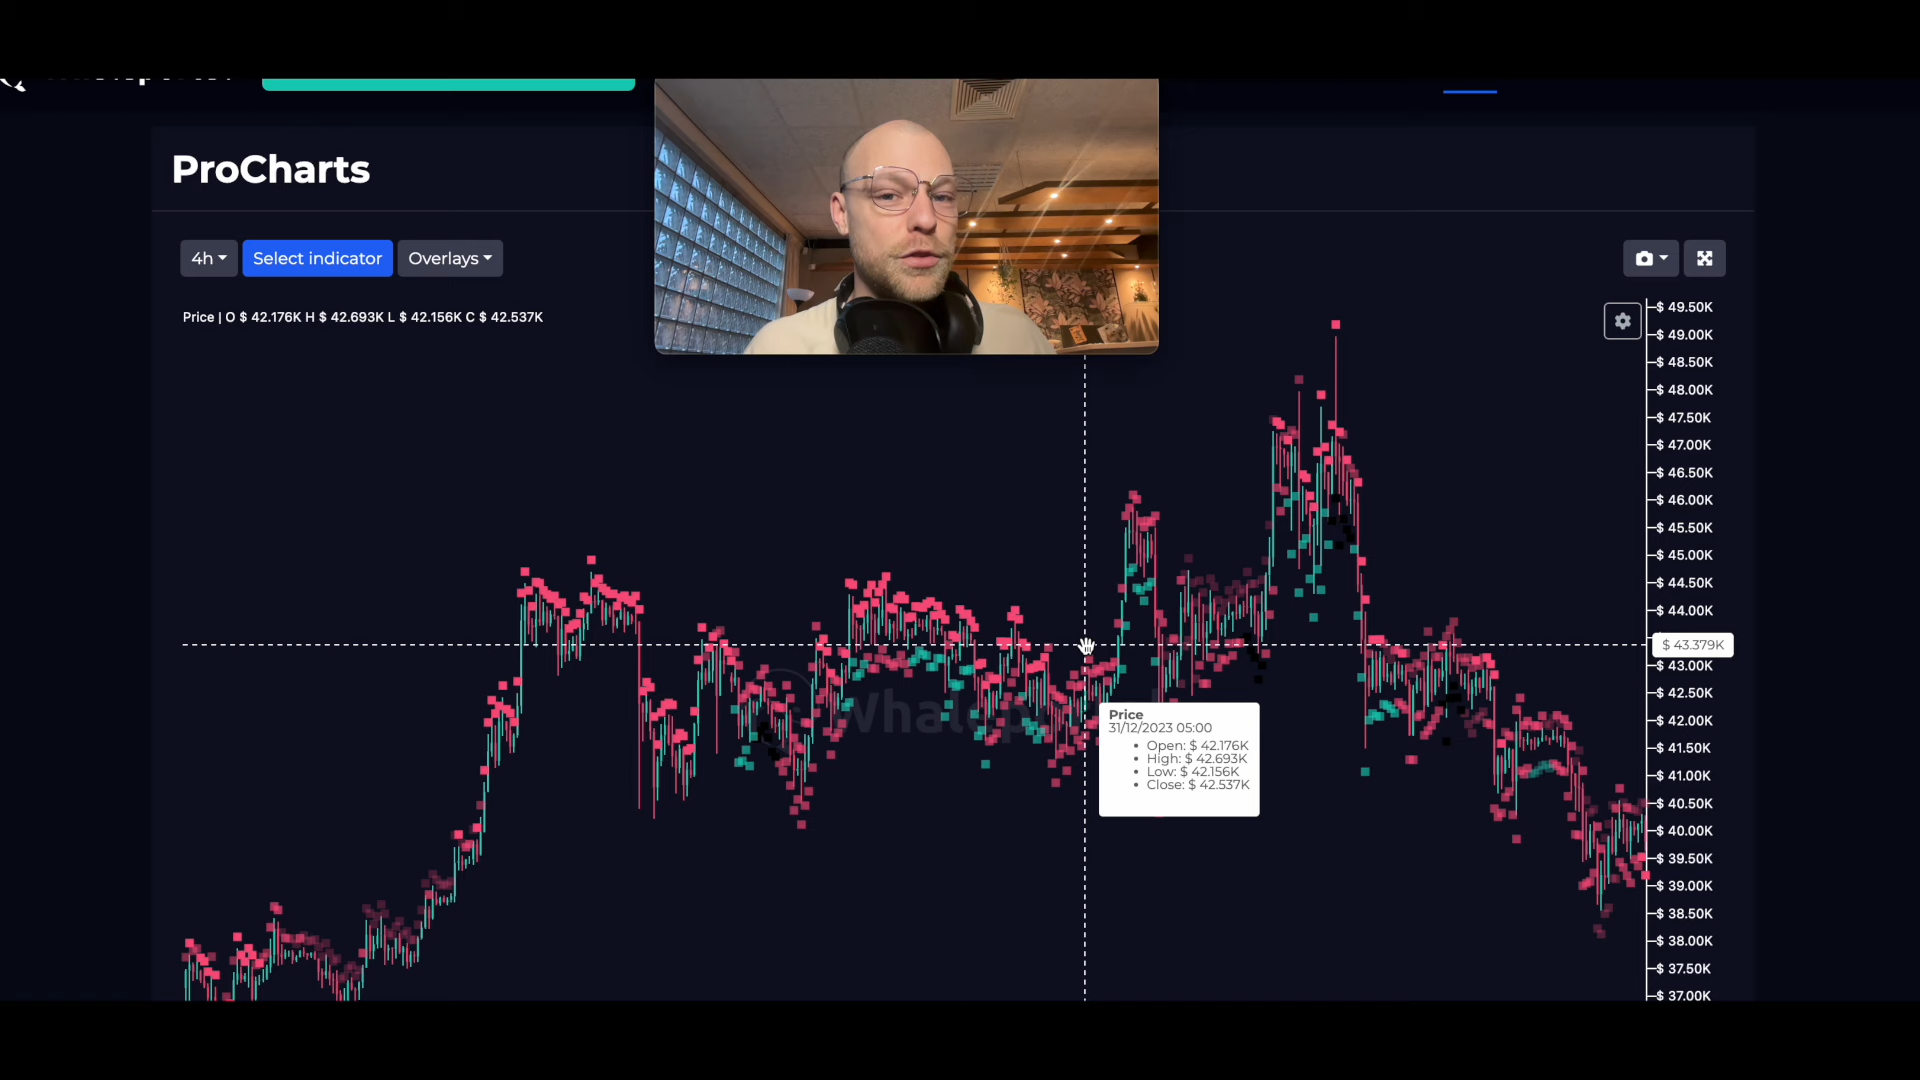 ProCharts
4h
Select indicator
Overlays
Price | O $ 42.176K H $ 42.693K L $ 42.156K C $ 42.537K
$ 49.50K
$ 49.00K
$ 48.50K
$ 48.00K
$ 47.50K
$ 47.00K
$ 46.50K
$ 46.00K
$ 45.50K
$ 45.00K
$ 44.50K
$ 44.00K
$ 43.379K
$ 43.00K
$ 42.50K
$ 42.00K
$ 41.50K
$ 41.00K
$ 40.50K
$ 40.00K
$ 39.50K
$ 39.00K
$ 38.50K
$ 38.00K
$ 37.50K
$ 37.00K
Price
31/12/2023 05:00
Open: $ 42.176K
High: $ 42.693K
Low: $ 42.156K
Close: $ 42.537K